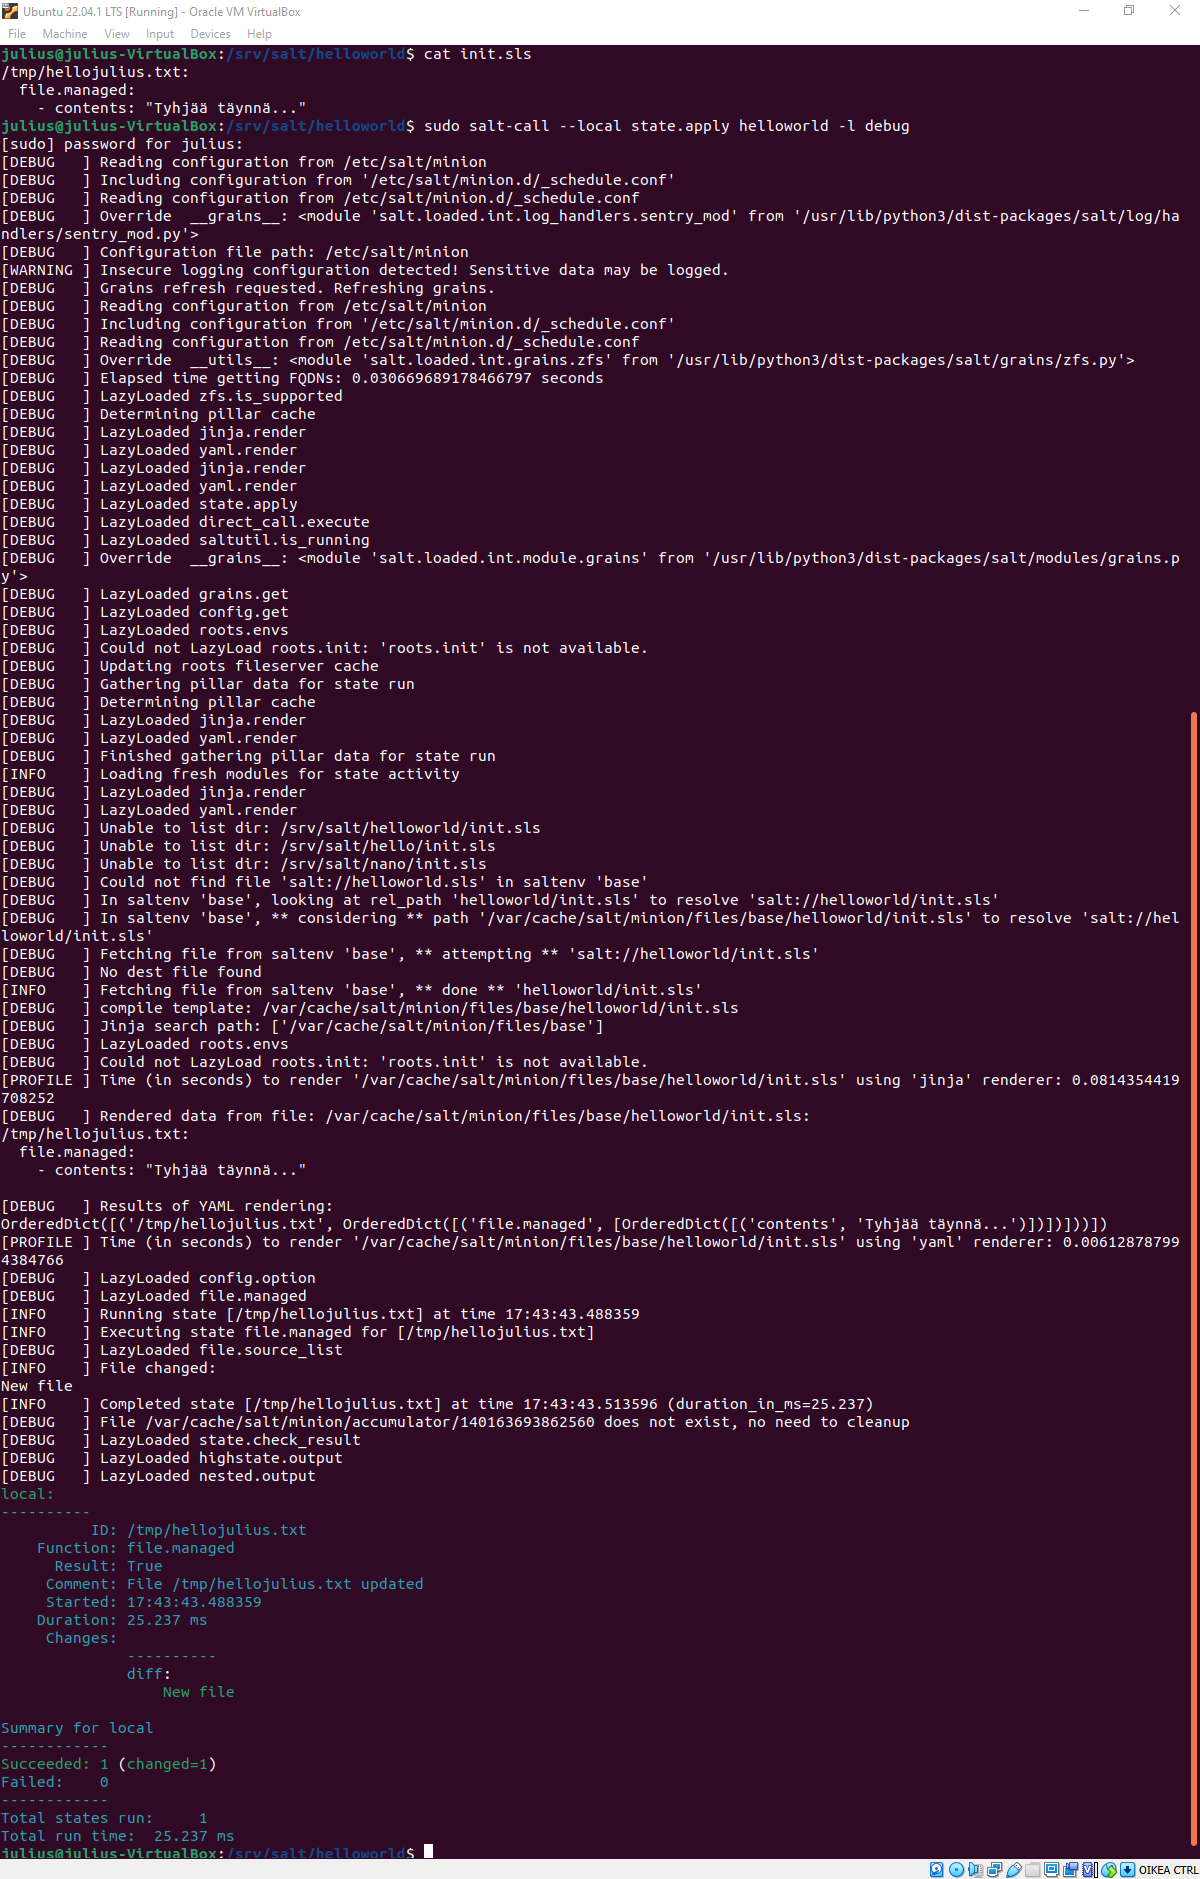 Ubuntu 22.04.1 LTS [Running] - Oracle VM VirtualBox
File Machine View Input Devices Help
julius@julius-VirtualBox:/srv/salt/helloworld$ cat init.sls
/tmp/hellojulius.txt:
  file.managed:
    - contents: "Tyhjää täynnä..."
julius@julius-VirtualBox:/srv/salt/helloworld$ sudo salt-call --local state.apply helloworld -l debug
[sudo] password for julius:
[DEBUG   ] Reading configuration from /etc/salt/minion
[DEBUG   ] Including configuration from '/etc/salt/minion.d/_schedule.conf'
[DEBUG   ] Reading configuration from /etc/salt/minion.d/_schedule.conf
[DEBUG   ] Override  __grains__: <module 'salt.loaded.int.log_handlers.sentry_mod' from '/usr/lib/python3/dist-packages/salt/log/ha
ndlers/sentry_mod.py'>
[DEBUG   ] Configuration file path: /etc/salt/minion
[WARNING ] Insecure logging configuration detected! Sensitive data may be logged.
[DEBUG   ] Grains refresh requested. Refreshing grains.
[DEBUG   ] Reading configuration from /etc/salt/minion
[DEBUG   ] Including configuration from '/etc/salt/minion.d/_schedule.conf'
[DEBUG   ] Reading configuration from /etc/salt/minion.d/_schedule.conf
[DEBUG   ] Override  __utils__: <module 'salt.loaded.int.grains.zfs' from '/usr/lib/python3/dist-packages/salt/grains/zfs.py'>
[DEBUG   ] Elapsed time getting FQDNs: 0.030669689178466797 seconds
[DEBUG   ] LazyLoaded zfs.is_supported
[DEBUG   ] Determining pillar cache
[DEBUG   ] LazyLoaded jinja.render
[DEBUG   ] LazyLoaded yaml.render
[DEBUG   ] LazyLoaded jinja.render
[DEBUG   ] LazyLoaded yaml.render
[DEBUG   ] LazyLoaded state.apply
[DEBUG   ] LazyLoaded direct_call.execute
[DEBUG   ] LazyLoaded saltutil.is_running
[DEBUG   ] Override  __grains__: <module 'salt.loaded.int.module.grains' from '/usr/lib/python3/dist-packages/salt/modules/grains.p
y'>
[DEBUG   ] LazyLoaded grains.get
[DEBUG   ] LazyLoaded config.get
[DEBUG   ] LazyLoaded roots.envs
[DEBUG   ] Could not LazyLoad roots.init: 'roots.init' is not available.
[DEBUG   ] Updating roots fileserver cache
[DEBUG   ] Gathering pillar data for state run
[DEBUG   ] Determining pillar cache
[DEBUG   ] LazyLoaded jinja.render
[DEBUG   ] LazyLoaded yaml.render
[DEBUG   ] Finished gathering pillar data for state run
[INFO    ] Loading fresh modules for state activity
[DEBUG   ] LazyLoaded jinja.render
[DEBUG   ] LazyLoaded yaml.render
[DEBUG   ] Unable to list dir: /srv/salt/helloworld/init.sls
[DEBUG   ] Unable to list dir: /srv/salt/hello/init.sls
[DEBUG   ] Unable to list dir: /srv/salt/nano/init.sls
[DEBUG   ] Could not find file 'salt://helloworld.sls' in saltenv 'base'
[DEBUG   ] In saltenv 'base', looking at rel_path 'helloworld/init.sls' to resolve 'salt://helloworld/init.sls'
[DEBUG   ] In saltenv 'base', ** considering ** path '/var/cache/salt/minion/files/base/helloworld/init.sls' to resolve 'salt://hel
loworld/init.sls'
[DEBUG   ] Fetching file from saltenv 'base', ** attempting ** 'salt://helloworld/init.sls'
[DEBUG   ] No dest file found
[INFO    ] Fetching file from saltenv 'base', ** done ** 'helloworld/init.sls'
[DEBUG   ] compile template: /var/cache/salt/minion/files/base/helloworld/init.sls
[DEBUG   ] Jinja search path: ['/var/cache/salt/minion/files/base']
[DEBUG   ] LazyLoaded roots.envs
[DEBUG   ] Could not LazyLoad roots.init: 'roots.init' is not available.
[PROFILE ] Time (in seconds) to render '/var/cache/salt/minion/files/base/helloworld/init.sls' using 'jinja' renderer: 0.0814354419
708252
[DEBUG   ] Rendered data from file: /var/cache/salt/minion/files/base/helloworld/init.sls:
/tmp/hellojulius.txt:
  file.managed:
    - contents: "Tyhjää täynnä..."
[DEBUG   ] Results of YAML rendering:
OrderedDict([('/tmp/hellojulius.txt', OrderedDict([('file.managed', [OrderedDict([('contents', 'Tyhjää täynnä...')])])]))])
[PROFILE ] Time (in seconds) to render '/var/cache/salt/minion/files/base/helloworld/init.sls' using 'yaml' renderer: 0.00612878799
4384766
[DEBUG   ] LazyLoaded config.option
[DEBUG   ] LazyLoaded file.managed
[INFO    ] Running state [/tmp/hellojulius.txt] at time 17:43:43.488359
[INFO    ] Executing state file.managed for [/tmp/hellojulius.txt]
[DEBUG   ] LazyLoaded file.source_list
[INFO    ] File changed:
New file
[INFO    ] Completed state [/tmp/hellojulius.txt] at time 17:43:43.513596 (duration_in_ms=25.237)
[DEBUG   ] File /var/cache/salt/minion/accumulator/140163693862560 does not exist, no need to cleanup
[DEBUG   ] LazyLoaded state.check_result
[DEBUG   ] LazyLoaded highstate.output
[DEBUG   ] LazyLoaded nested.output
local:
----------
          ID: /tmp/hellojulius.txt
    Function: file.managed
      Result: True
     Comment: File /tmp/hellojulius.txt updated
     Started: 17:43:43.488359
    Duration: 25.237 ms
     Changes:
              ----------
              diff:
                  New file
Summary for local
------------
Succeeded: 1 (changed=1)
Failed:    0
------------
Total states run:     1
Total run time:  25.237 ms
julius@julius-VirtualBox:/srv/salt/helloworld$
OIKEA CTRL